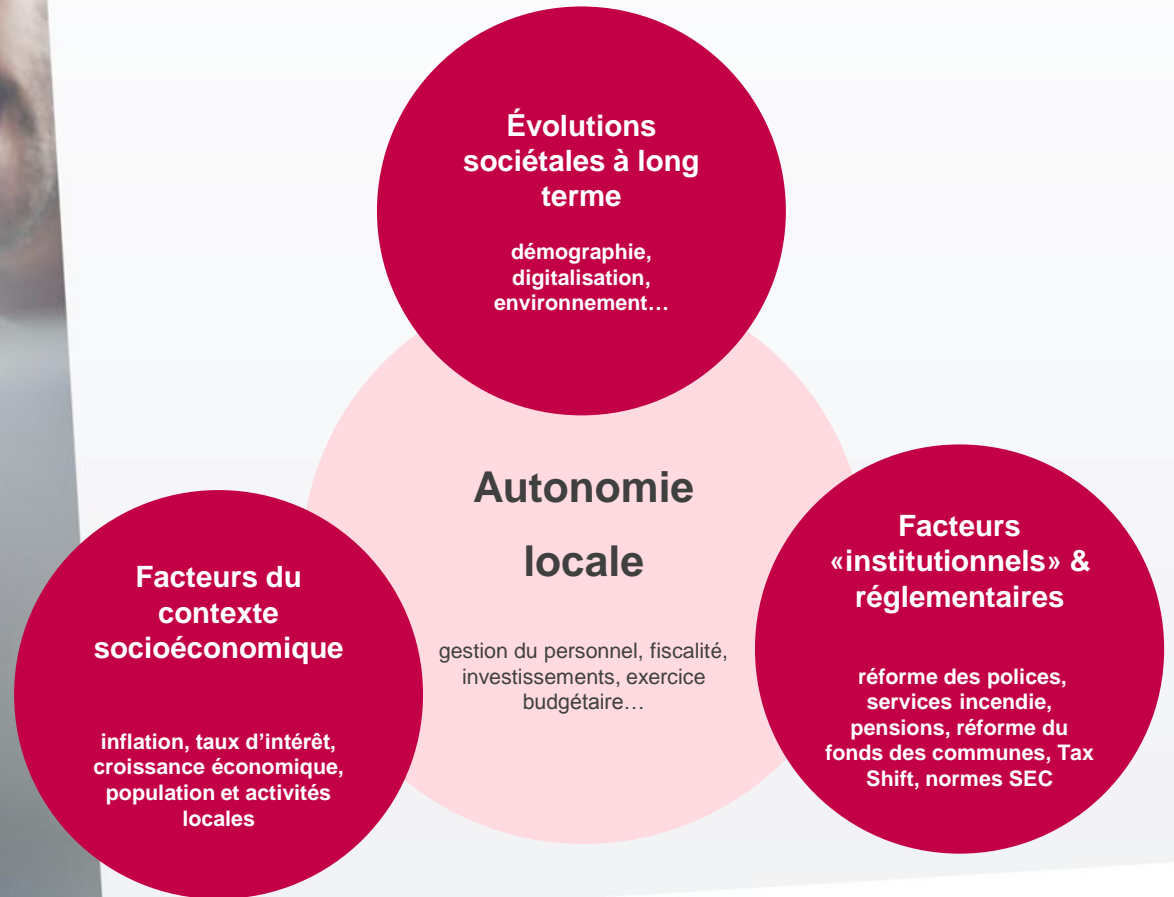 Évolutions
sociétales à long
terme
démographie,
digitalisation,
environnement…
Autonomie
locale
gestion du personnel, fiscalité,
investissements, exercice
budgétaire…
Facteurs du
contexte
socioéconomique
inflation, taux d’intérêt,
croissance économique,
population et activités
locales
Facteurs
«institutionnels» &
réglementaires
réforme des polices,
services incendie,
pensions, réforme du
fonds des communes, Tax
Shift, normes SEC